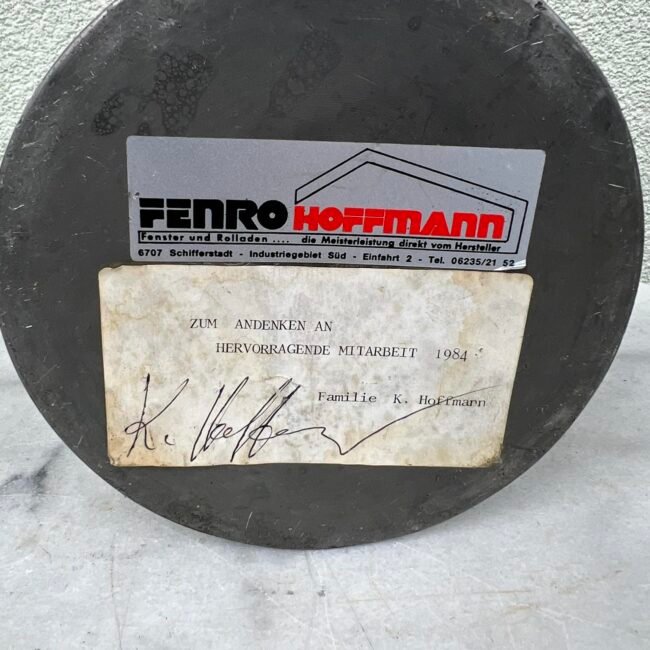 FENRO HOFFMANN
Fenster und Rolladen .... die Meisterleistung direkt vom Hersteller
6707 Schifferstadt - Industriegebiet Süd - Einfahrt 2 - Tel. 06235/21 52
ZUM ANDENKEN AN
HERVORRAGENDE MITARBEIT 1984
Familie K. Hoffmann
K. Hoffmann